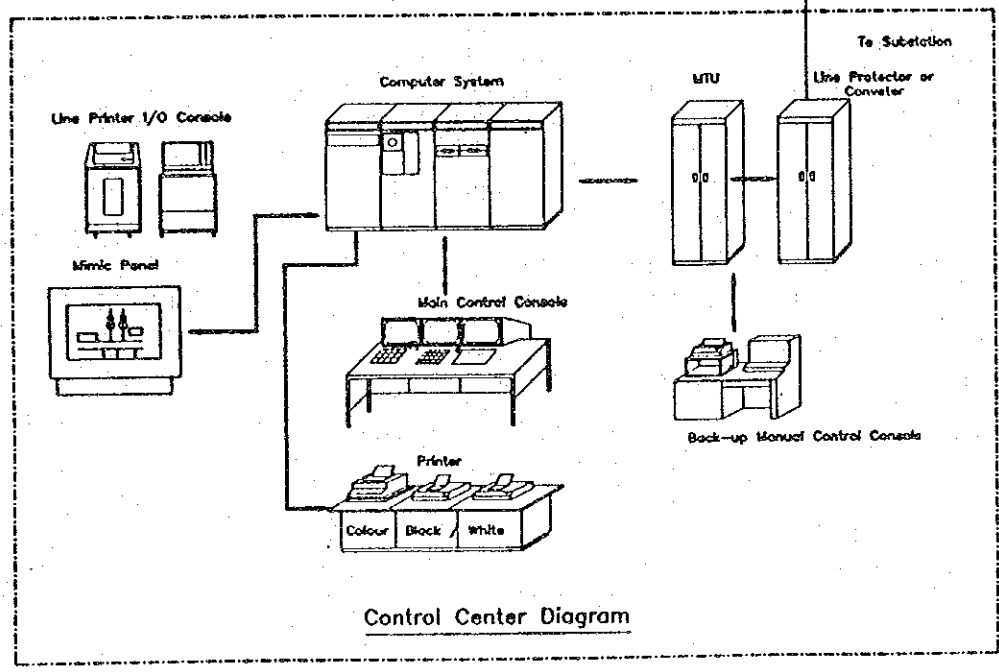 To Substation
Computer System
MTU
Line Protector or
Conveter
Line Printer I/O Console
Mimic Panel
Main Control Console
Back-up Manual Control Console
Printer
Colour Black / White
Control Center Diagram